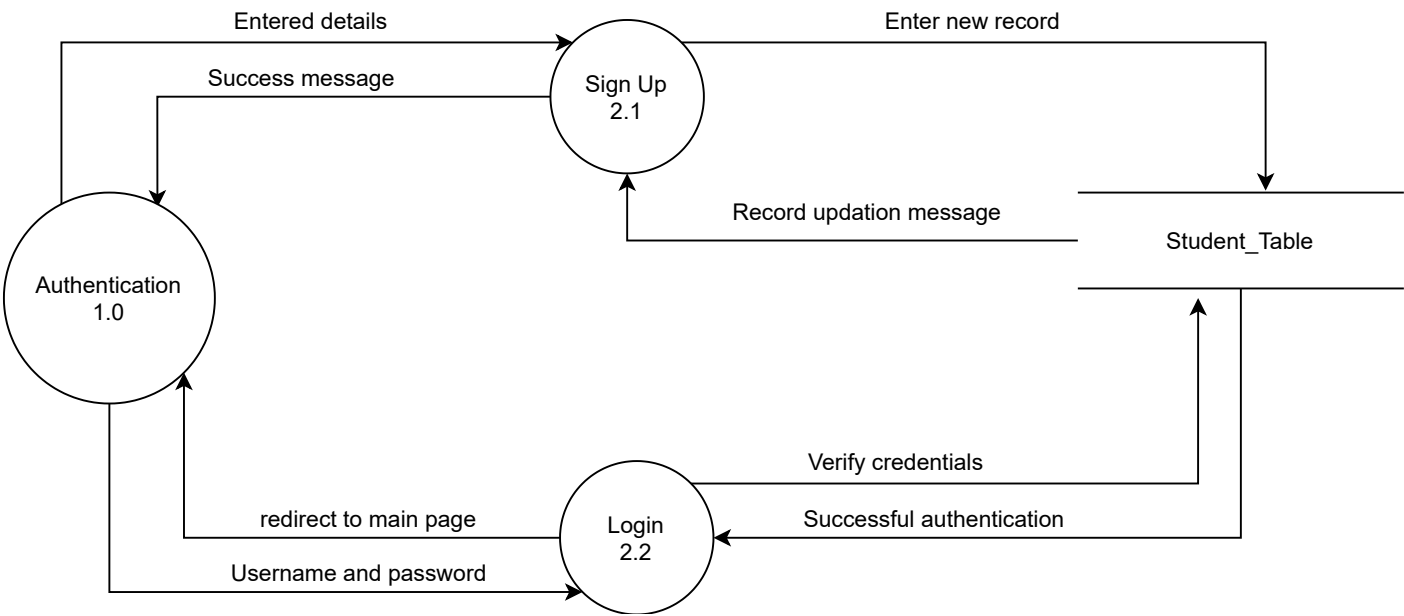 Entered details
Enter new record
Success message
Sign Up
2.1
Record updation message
Student_Table
Authentication
1.0
Verify credentials
redirect to main page
Login
2.2
Successful authentication
Username and password